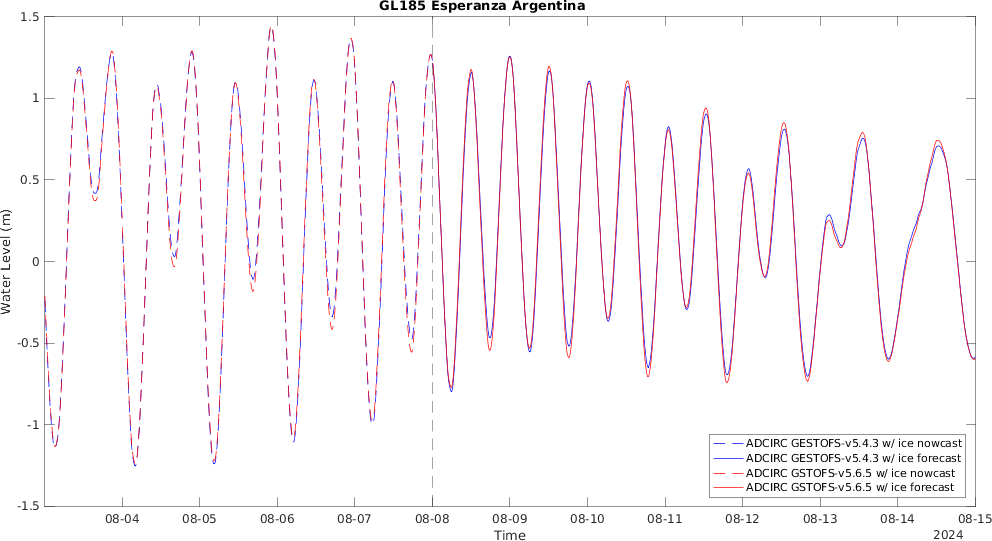 GL185 Esperanza Argentina
1.5
1
0.5
0
-0.5
-1
-1.5
Water Level (m)
08-04
08-05
08-06
08-07
08-08
08-09
08-10
08-11
08-12
08-13
08-14
08-15
Time
2024
ADCIRC GESTOFS-v5.4.3 w/ ice nowcast
ADCIRC GESTOFS-v5.4.3 w/ ice forecast
ADCIRC GSTOFS-v5.6.5 w/ ice nowcast
ADCIRC GSTOFS-v5.6.5 w/ ice forecast